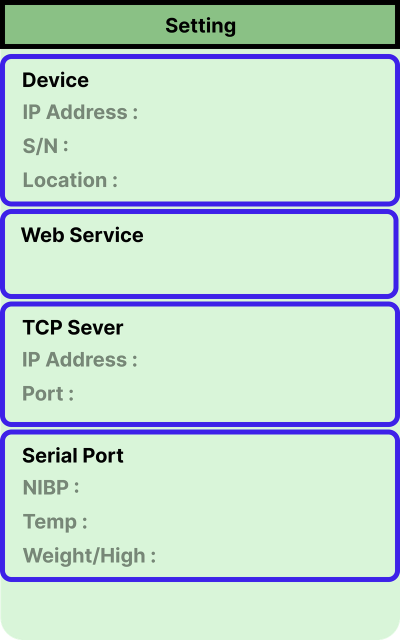 Setting
Device
IP Address :
S/N :
Location :
Web Service
TCP Sever
IP Address :
Port :
Serial Port
NIBP :
Temp :
Weight/High :